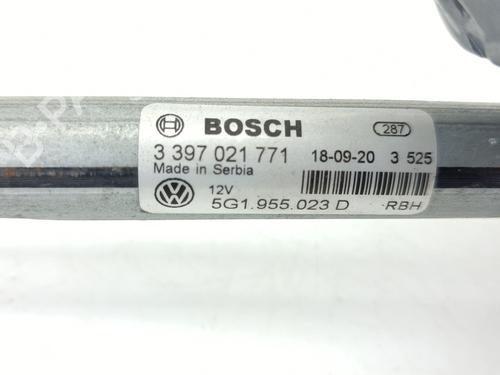 BOSCH
287
3 397 021 771
18-09-20 3 525
Made in Serbia
12V
5G1.955.023 D
RBH